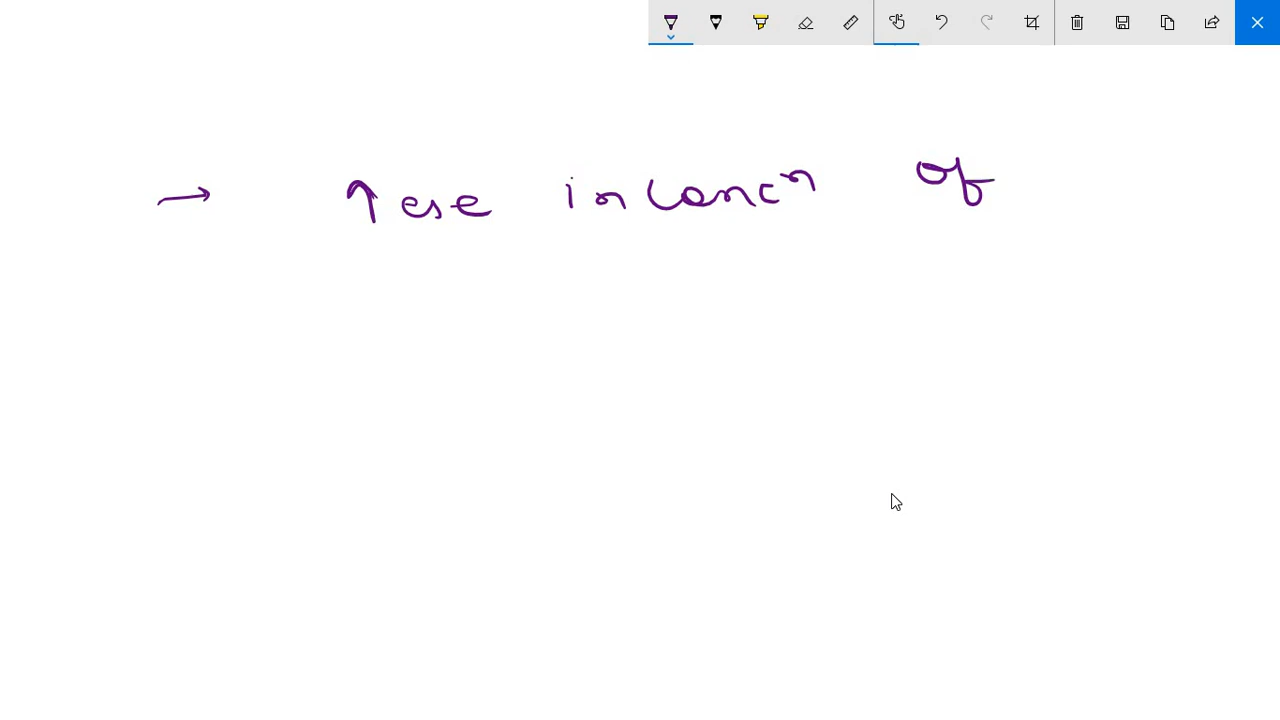 → ↑ese in concⁿ of